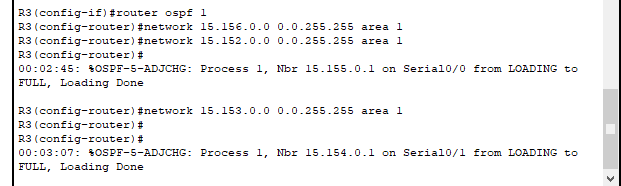 R3(config-if)#router ospf 1
R3(config-router)#network 15.156.0.0 0.0.255.255 area 1
R3(config-router)#network 15.152.0.0 0.0.255.255 area 1
R3(config-router)#
00:02:45: %OSPF-5-ADJCHG: Process 1, Nbr 15.155.0.1 on Serial0/0 from LOADING to
FULL, Loading Done
R3(config-router)#network 15.153.0.0 0.0.255.255 area 1
R3(config-router)#
R3(config-router)#
00:03:07: %OSPF-5-ADJCHG: Process 1, Nbr 15.154.0.1 on Serial0/1 from LOADING to
FULL, Loading Done